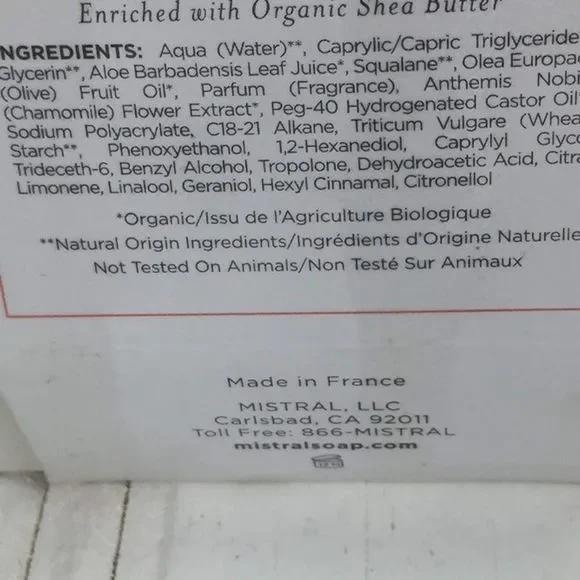 Enriched with Organic Shea Butter
INGREDIENTS: Aqua (Water)**, Caprylic/Capric Triglyceride
Glycerin**, Aloe Barbadensis Leaf Juice*, Squalane**, Olea Europa
(Olive) Fruit Oil*, Parfum (Fragrance), Anthemis Nobi
(Chamomile) Flower Extract*, Peg-40 Hydrogenated Castor Oil
Sodium Polyacrylate, C18-21 Alkane, Triticum Vulgare (Whea
Starch**, Phenoxyethanol, 1,2-Hexanediol, Caprylyl Glyco
Trideceth-6, Benzyl Alcohol, Tropolone, Dehydroacetic Acid, Citra
Limonene, Linalool, Geraniol, Hexyl Cinnamal, Citronellol
*Organic/Issu de l'Agriculture Biologique
**Natural Origin Ingredients/Ingrédients d'Origine Naturelle
Not Tested On Animals/Non Testé Sur Animaux
Made in France
MISTRAL, LLC
Carlsbad, CA 92011
Toll Free: 866-MISTRAL
mistralsoap.com